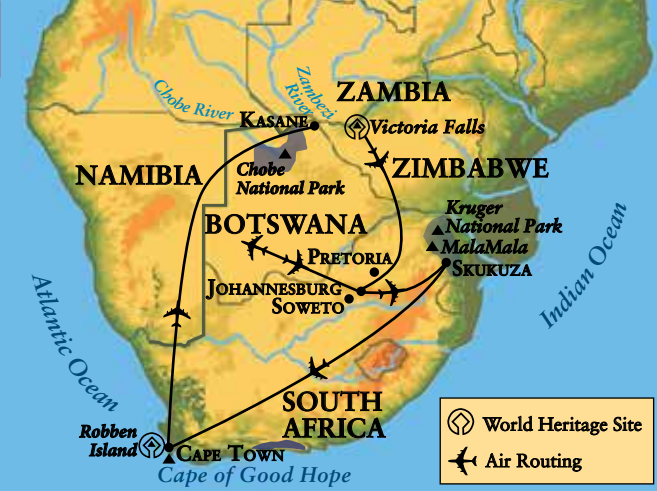 Chobe River
Zambezi
River
ZAMBIA
KASANE
Victoria Falls
Chobe
National Park
NAMIBIA
ZIMBABWE
Kruger
National Park
MalaMala
BOTSWANA
PRETORIA
SKUKUZA
JOHANNESBURG
SOWETO
Indian Ocean
Atlantic Ocean
SOUTH
AFRICA
Robben
Island
CAPE TOWN
Cape of Good Hope
World Heritage Site
Air Routing